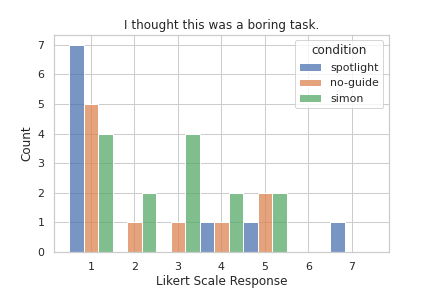 I thought this was a boring task.
7
6
5
4
3
2
1
0
Count
condition
spotlight
no-guide
simon
1 2 3 4 5 6 7
Likert Scale Response